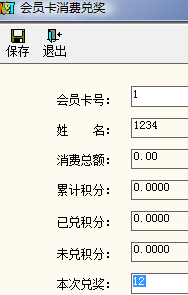 会员卡消费兑奖
保存 退出
会员卡号: 1
姓 名: 1234
消费总额: 0.00
累计积分: 0.0000
已兑积分: 0.0000
未兑积分: 0.0000
本次兑奖: 12